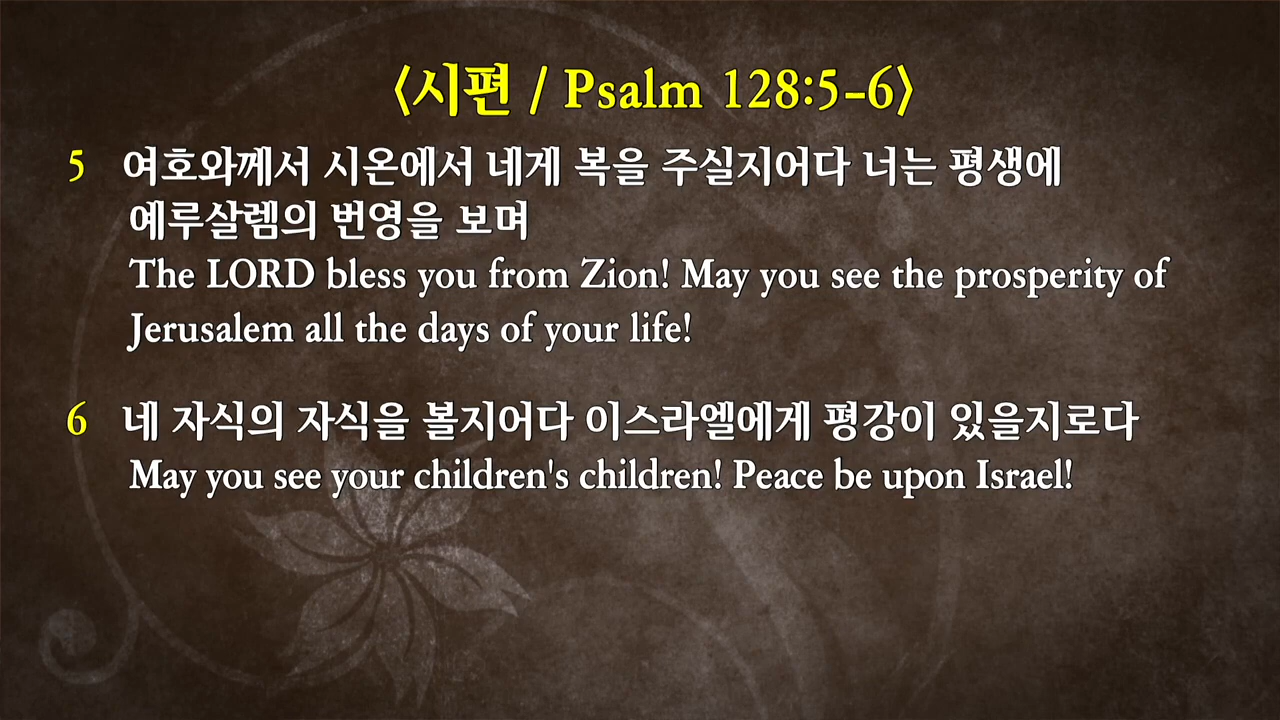 〈시편 / Psalm 128:5-6〉
5 여호와께서 시온에서 네게 복을 주실지어다 너는 평생에
예루살렘의 번영을 보며
The LORD bless you from Zion! May you see the prosperity of
Jerusalem all the days of your life!
6 네 자식의 자식을 볼지어다 이스라엘에게 평강이 있을지로다
May you see your children's children! Peace be upon Israel!